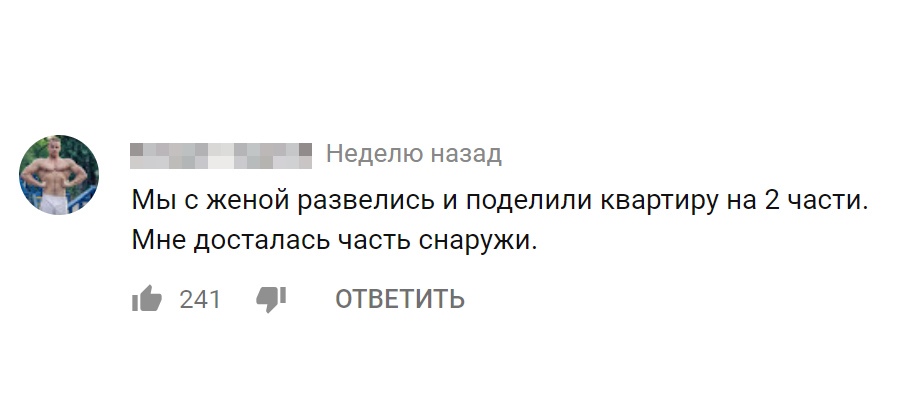 Неделю назад
Мы с женой развелись и поделили квартиру на 2 части.
Мне досталась часть снаружи.
241 ОТВЕТИТЬ